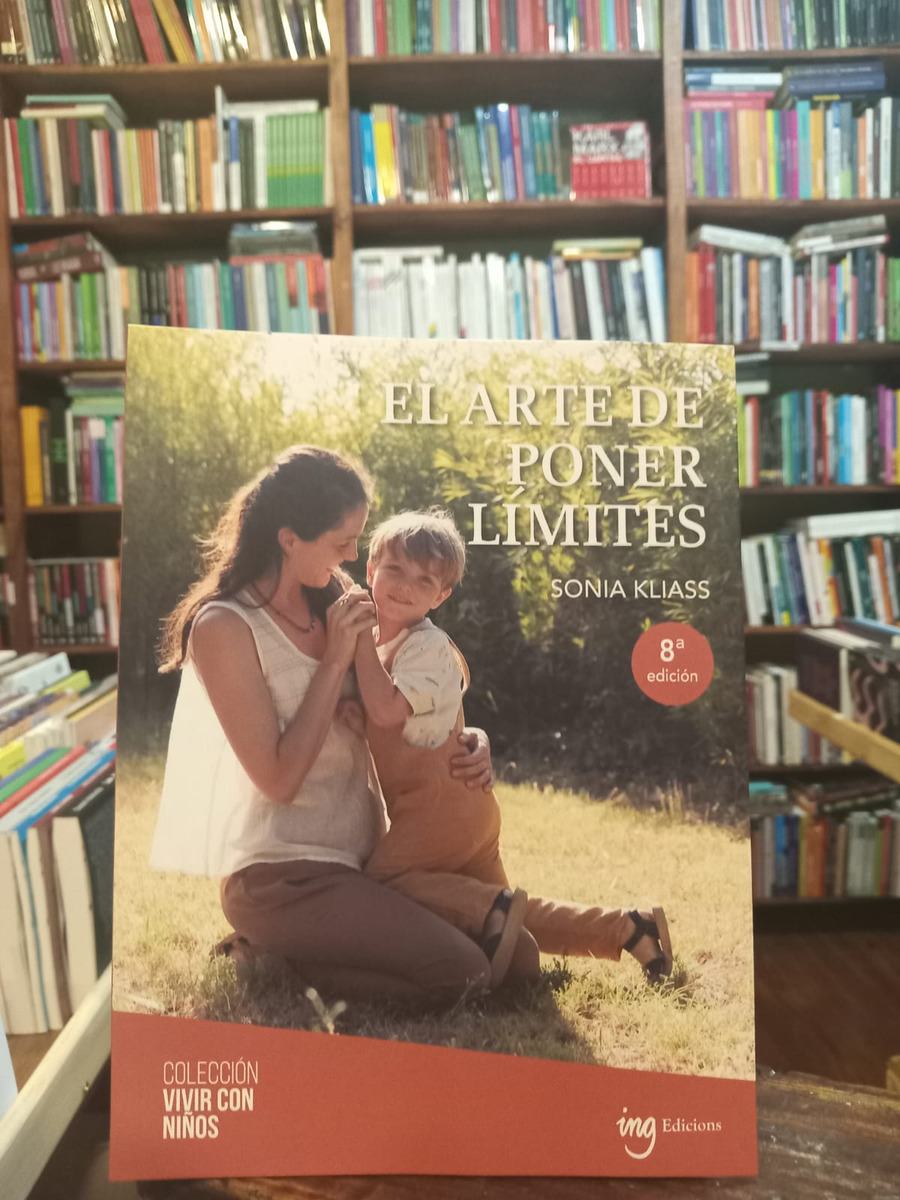 EL ARTE DE
PONER
LÍMITES
SONIA KLIASS
8ª
edición
COLECCIÓN
VIVIR CON
NIÑOS
ing Edicions